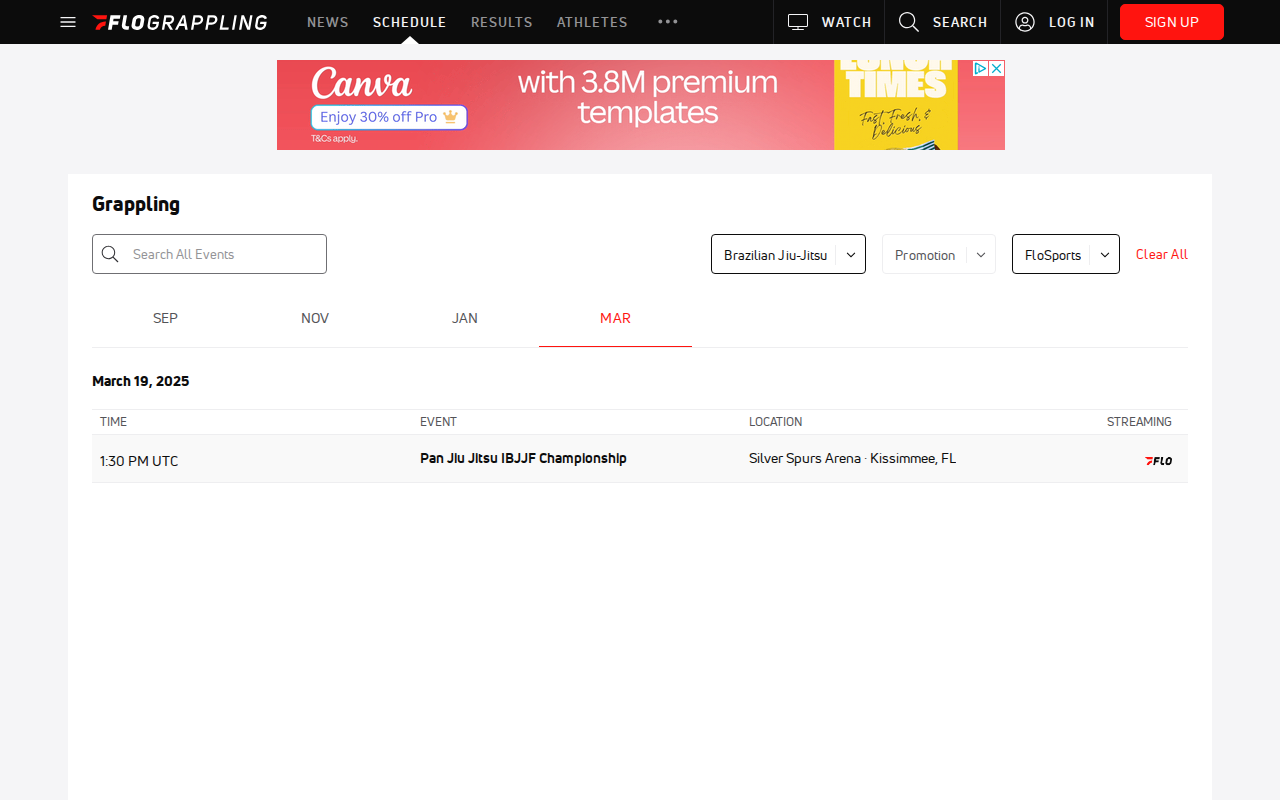 FLOGRAPPLING
NEWS SCHEDULE RESULTS ATHLETES
WATCH SEARCH LOG IN SIGN UP
Canva
Enjoy 30% off Pro
T&Cs apply.
with 3.8M premium
templates
LUNCH
TIMES
Fast, Fresh, &
Delicious
Grappling
Search All Events
Brazilian Jiu-Jitsu Promotion FloSports Clear All
SEP NOV JAN MAR
March 19, 2025
TIME EVENT LOCATION STREAMING
1:30 PM UTC Pan Jiu Jitsu IBJJF Championship Silver Spurs Arena · Kissimmee, FL FLO